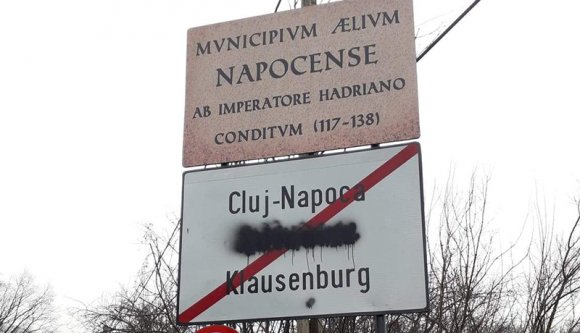 MVNICIPIVM ÆLIVM
NAPOCENSE
AB IMPERATORE HADRIANO
CONDITVM (117-138)
Cluj-Napoca
Klausenburg